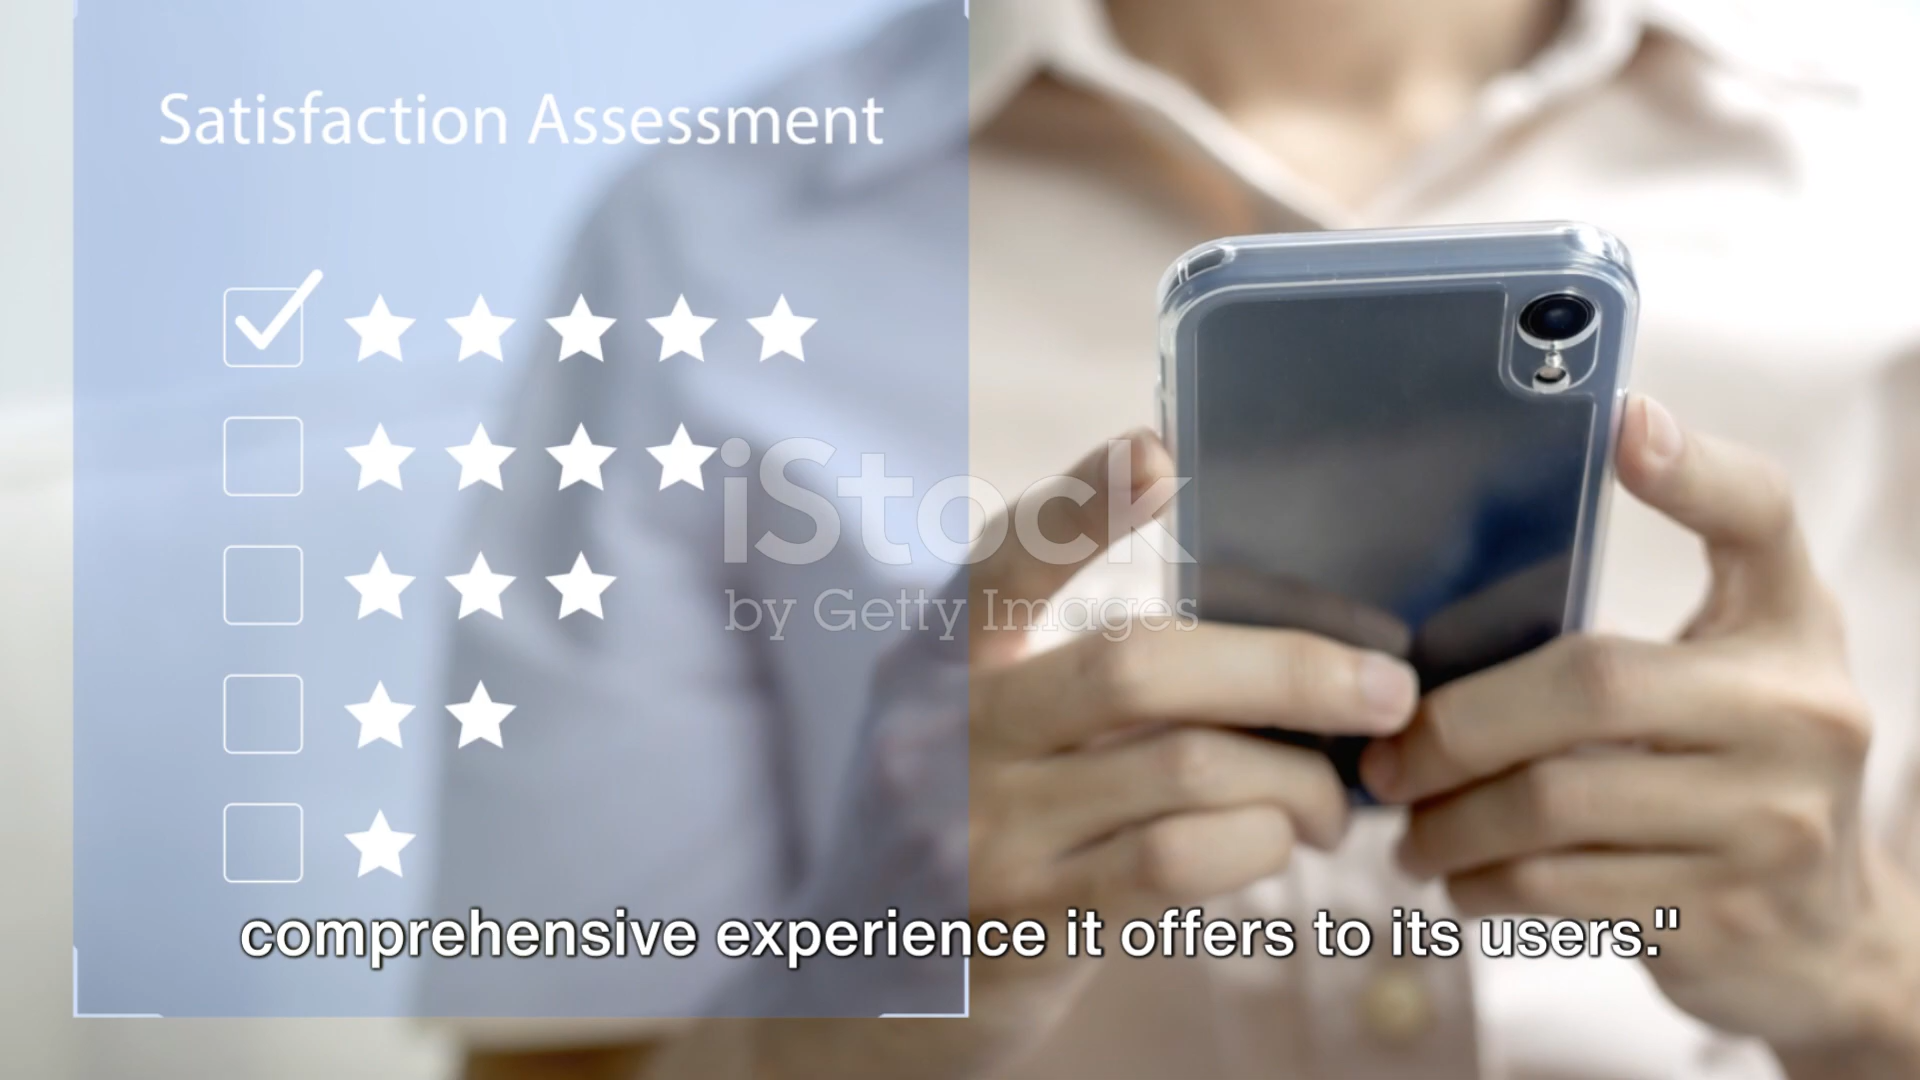 Satisfaction Assessment
iStock
by Getty Images
comprehensive experience it offers to its users."